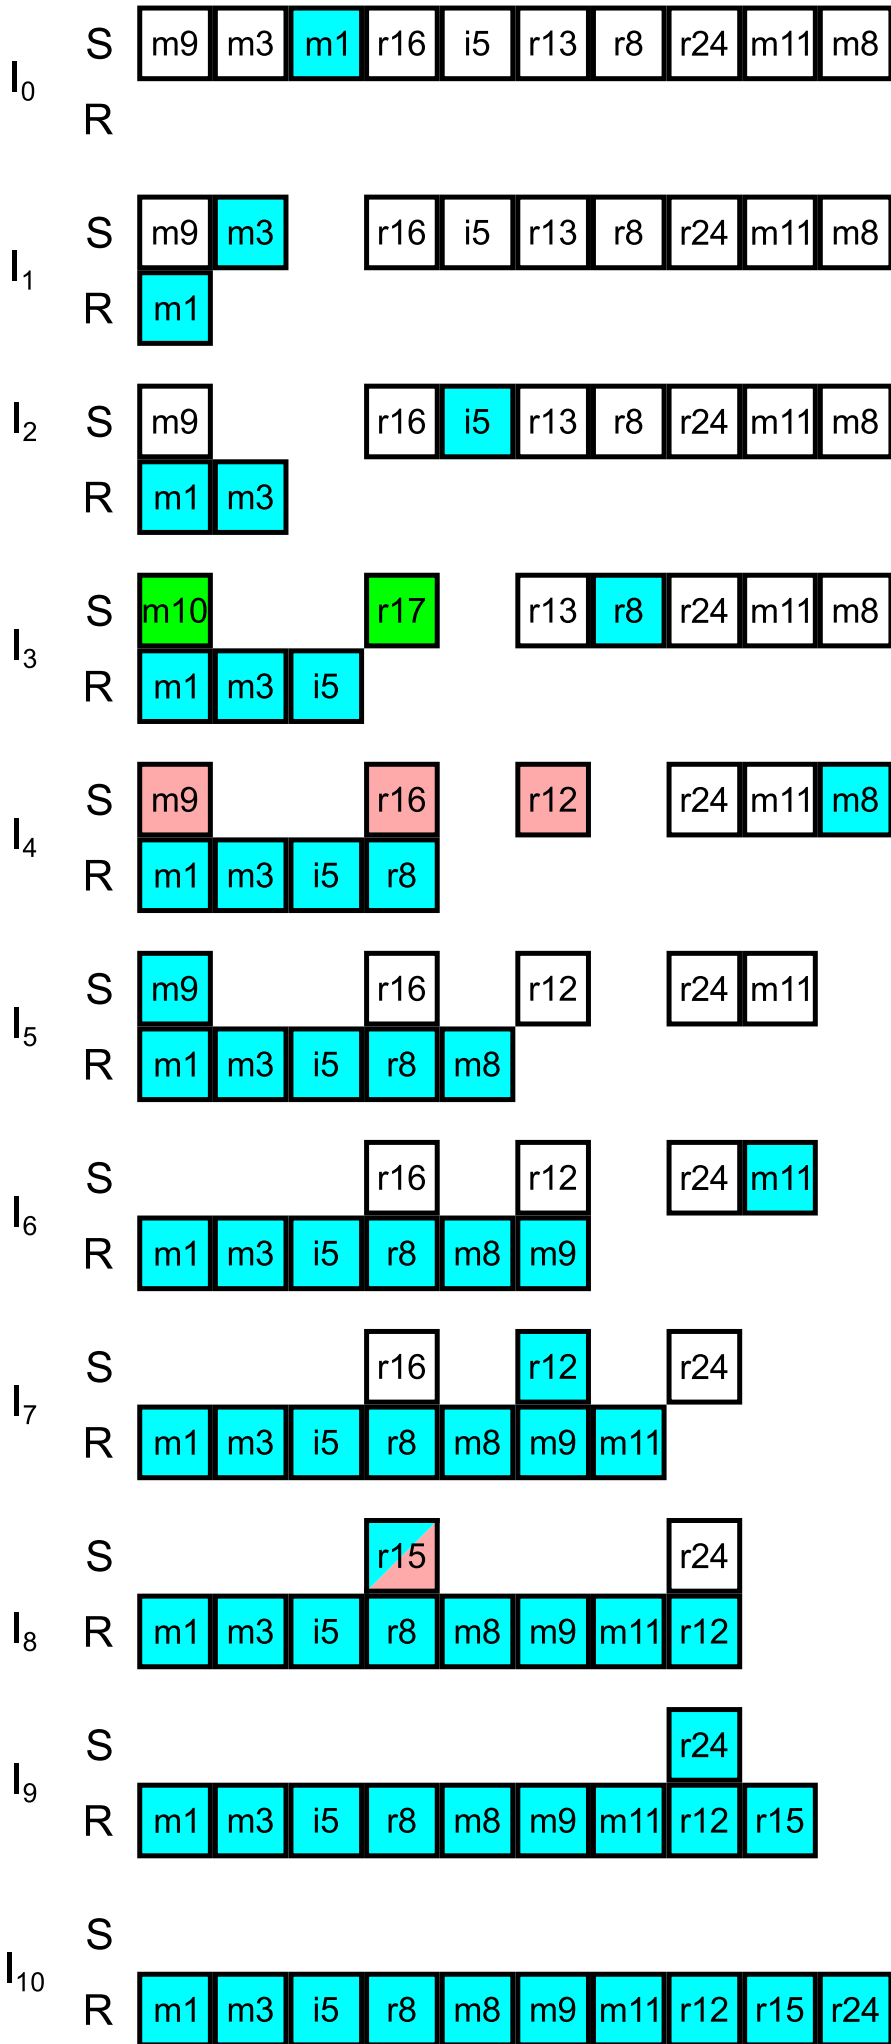 I0
S m9 m3 m1 r16 i5 r13 r8 r24 m11 m8
R
I1
S m9 m3 r16 i5 r13 r8 r24 m11 m8
R m1
I2
S m9 r16 i5 r13 r8 r24 m11 m8
R m1 m3
I3
S m10 r17 r13 r8 r24 m11 m8
R m1 m3 i5
I4
S m9 r16 r12 r24 m11 m8
R m1 m3 i5 r8
I5
S m9 r16 r12 r24 m11
R m1 m3 i5 r8 m8
I6
S r16 r12 r24 m11
R m1 m3 i5 r8 m8 m9
I7
S r16 r12 r24
R m1 m3 i5 r8 m8 m9 m11
I8
S r15 r24
R m1 m3 i5 r8 m8 m9 m11 r12
I9
S r24
R m1 m3 i5 r8 m8 m9 m11 r12 r15
I10
S
R m1 m3 i5 r8 m8 m9 m11 r12 r15 r24